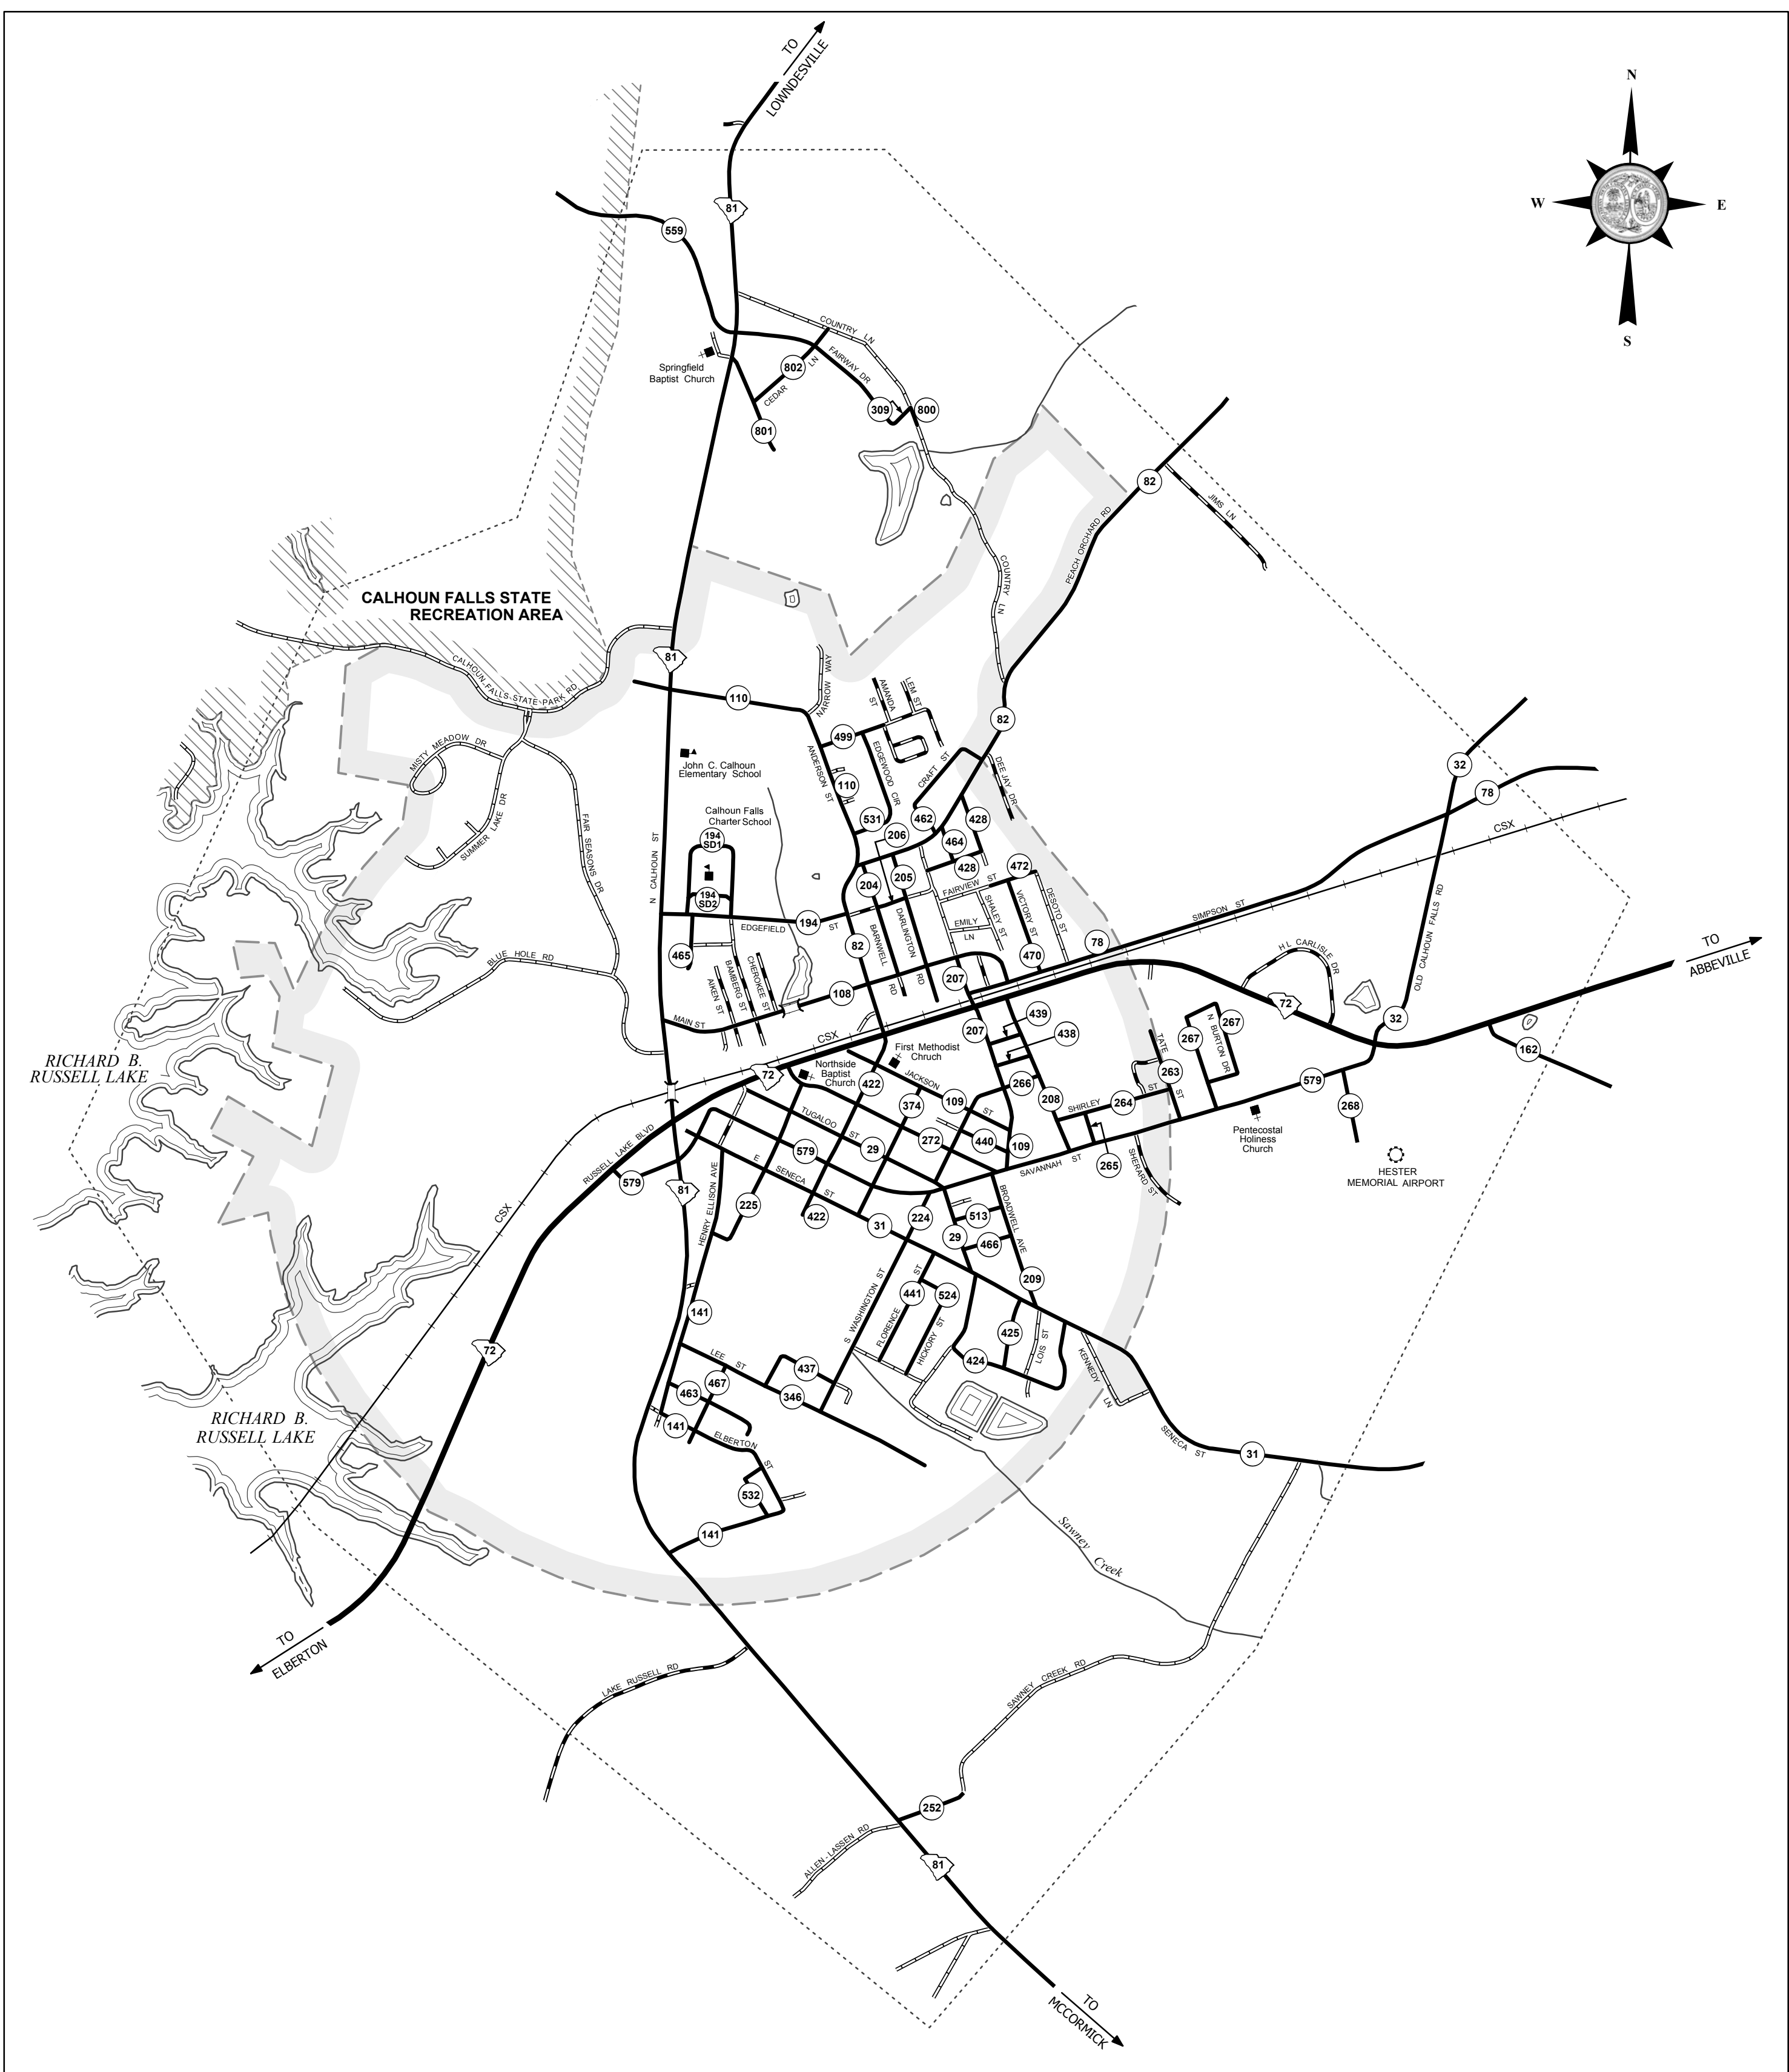 TO
LOWNDESVILLE
N
W
E
S
81
559
COUNTRY LN
Springfield
Baptist Church
802
CEDAR LN
FAIRWAY DR
309
800
801
82
JIMS LN
PEACH ORCHARD RD
COUNTRY LN
CALHOUN FALLS STATE
RECREATION AREA
CALHOUN FALLS STATE PARK RD
81
110
NARROW WAY
AMANDA ST
LEM ST
82
499
MISTY MEADOW DR
John C. Calhoun
Elementary School
ANDERSON ST
EDGEWOOD CIR
CRAFT ST
DEE JAY DR
32
78
110
SUMMER LAKE DR
FAIR SEASONS DR
N CALHOUN ST
Calhoun Falls
Charter School
531
462
428
206
CSX
194
SD1
464
428
472
204
205
194
SD2
FAIRVIEW ST
DESOTO ST
OLD CALHOUN FALLS RD
SIMPSON ST
194
EDGEFIELD ST
BARNWELL RD
DARLINGTON RD
EMILY LN
SHALEY ST
VICTORY ST
82
78
TO
ABBEVILLE
465
470
BLUE HOLE RD
H L CARLISLE DR
AIKEN ST
BAMBERG ST
CHEROKEE ST
207
108
72
MAIN ST
439
32
CSX
207
438
267
267
N BURTON DR
162
RICHARD B.
RUSSELL LAKE
First Methodist
Chruch
TATE ST
Northside
Baptist
Church
72
422
JACKSON ST
266
263
579
374
109
208
SHIRLEY ST
264
268
RUSSELL LAKE BLVD
TUGALOO ST
272
440
109
Pentecostal
Holiness
Church
579
29
265
SAVANNAH ST
SHERARD ST
HESTER
MEMORIAL AIRPORT
E SENECA ST
579
81
HENRY ELLISON AVE
225
422
CSX
31
224
513
BROADWELL AVE
29
466
209
S WASHINGTON ST
441
524
FLORENCE ST
HICKORY ST
141
72
425
LOIS ST
KENNEDY LN
424
LEE ST
437
467
463
346
RICHARD B.
RUSSELL LAKE
141
ELBERTON ST
SENECA ST
31
532
141
Sawney Creek
TO
ELBERTON
LAKE RUSSELL RD
SAWNEY CREEK RD
252
ALLEN - LASSEN RD
81
TO
MCCORMICK